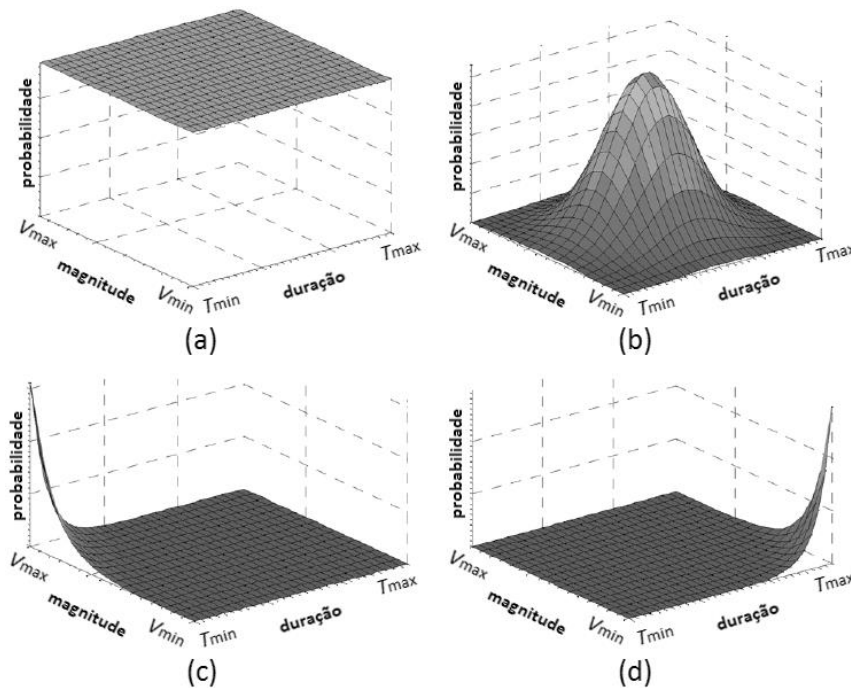 probabilidade
Vmax
magnitude
Vmin
Tmin
duração
Tmax
(a)
probabilidade
Vmax
magnitude
Vmin
Tmin
duração
Tmax
(b)
probabilidade
Vmax
magnitude
Vmin
Tmin
duração
Tmax
(c)
probabilidade
Vmax
magnitude
Vmin
Tmin
duração
Tmax
(d)